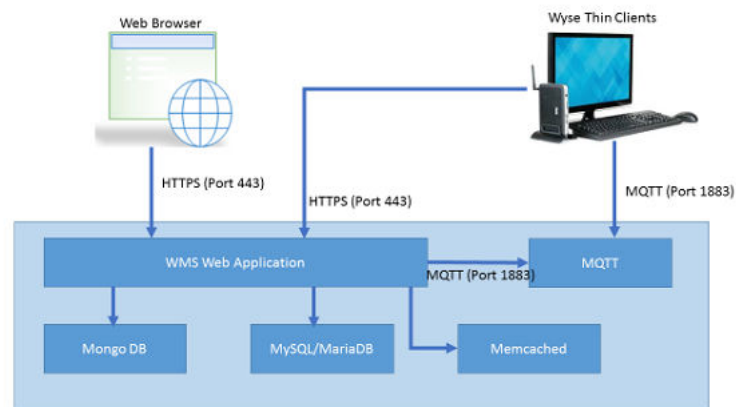 Web Browser
Wyse Thin Clients
HTTPS (Port 443)
HTTPS (Port 443)
MQTT (Port 1883)
WMS Web Application
MQTT (Port 1883)
MQTT
Mongo DB
MySQL/MariaDB
Memcached